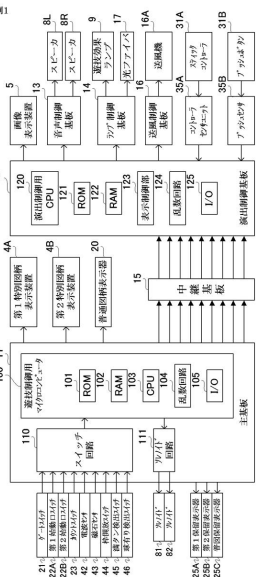 8L スピーカ
8R スピーカ
9 遊技効果ランプ
17 光ファイバ
16A 送風機
31A スティックコントローラ
31B プッシュボタン
5 画像表示装置
13 音声制御基板
14 ランプ制御基板
16 送風制御基板
35A コントローラセンサユニット
35B プッシュセンサ
120 演出制御用CPU
121 ROM
122 RAM
123 表示制御部
124 乱数回路
125 I/O
演出制御基板
4A 第1特別図柄表示装置
4B 第2特別図柄表示装置
20 普通図柄表示器
15 中継基板
遊技制御用マイクロコンピュータ
101 ROM
102 RAM
103 CPU
104 乱数回路
105 I/O
110 スイッチ回路
111 ソレノイド回路
主基板
21 ゲートスイッチ
22A 第1始動口スイッチ
22B 第2始動口スイッチ
23 カウントスイッチ
42 電波センサ
43 磁石センサ
44 枠開放スイッチ
45 満タン検出スイッチ
46 球有り検出スイッチ
81 ソレノイド
82 ソレノイド
25A 第1保留表示器
25B 第2保留表示器
25C 普図保留表示器